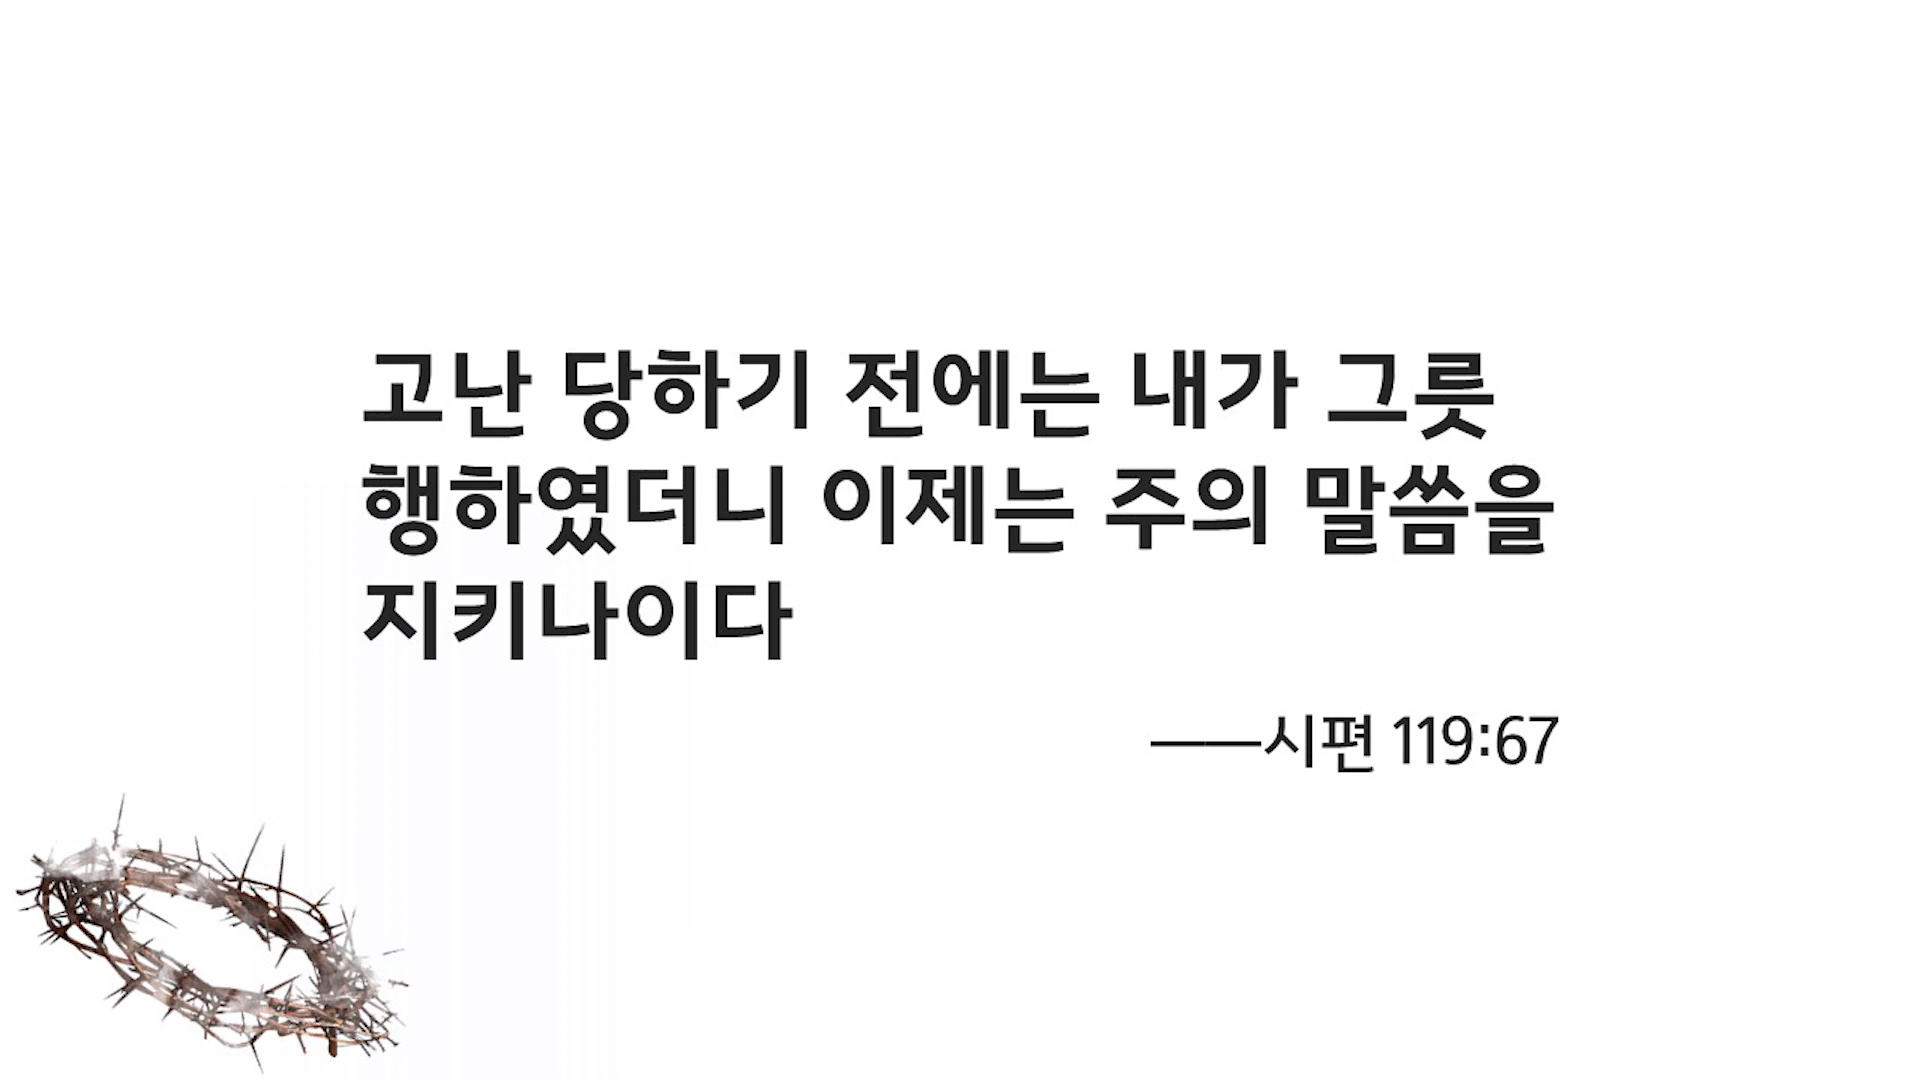 고난 당하기 전에는 내가 그릇
행하였더니 이제는 주의 말씀을
지키나이다
——시편 119:67